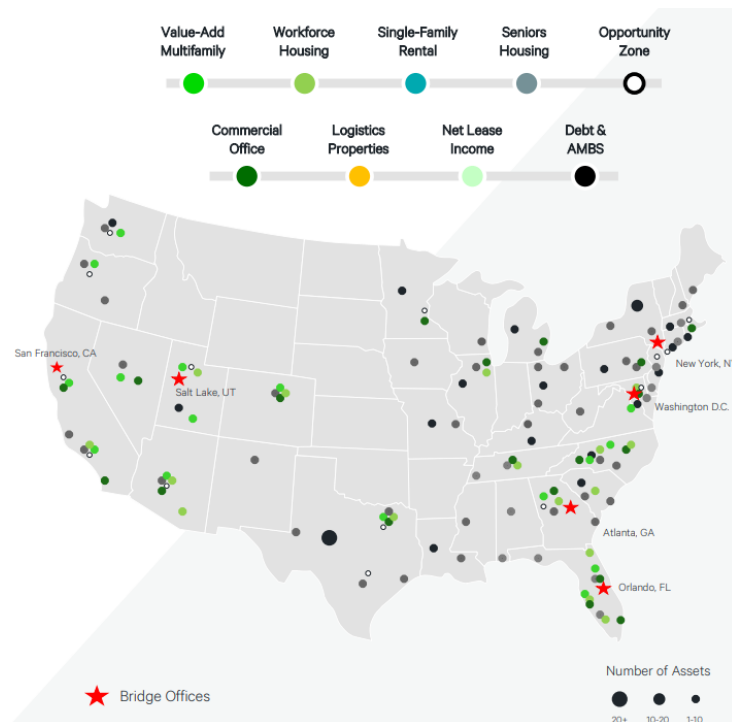 Value-Add
Multifamily
Workforce
Housing
Single-Family
Rental
Seniors
Housing
Opportunity
Zone
Commercial
Office
Logistics
Properties
Net Lease
Income
Debt &
AMBS
San Francisco, CA
Salt Lake, UT
New York, N
Washington D.C.
Atlanta, GA
Orlando, FL
Bridge Offices
Number of Assets
20+ 10-20 1-10